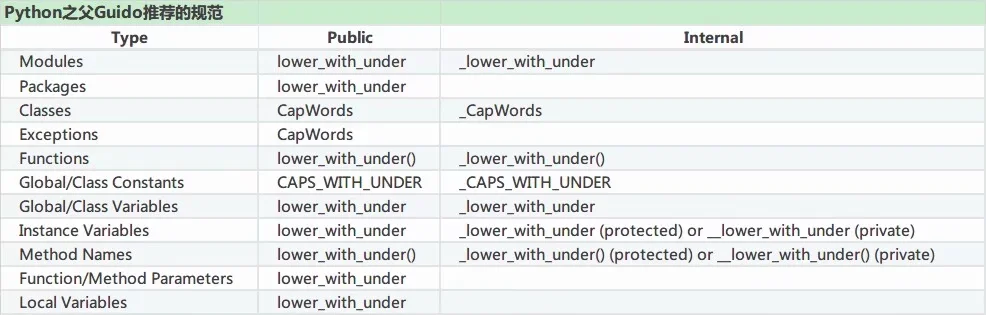 Python之父Guido推荐的规范
Type Public Internal
Modules lower_with_under _lower_with_under
Packages lower_with_under
Classes CapWords _CapWords
Exceptions CapWords
Functions lower_with_under() _lower_with_under()
Global/Class Constants CAPS_WITH_UNDER _CAPS_WITH_UNDER
Global/Class Variables lower_with_under _lower_with_under
Instance Variables lower_with_under _lower_with_under (protected) or __lower_with_under (private)
Method Names lower_with_under() _lower_with_under() (protected) or __lower_with_under() (private)
Function/Method Parameters lower_with_under
Local Variables lower_with_under